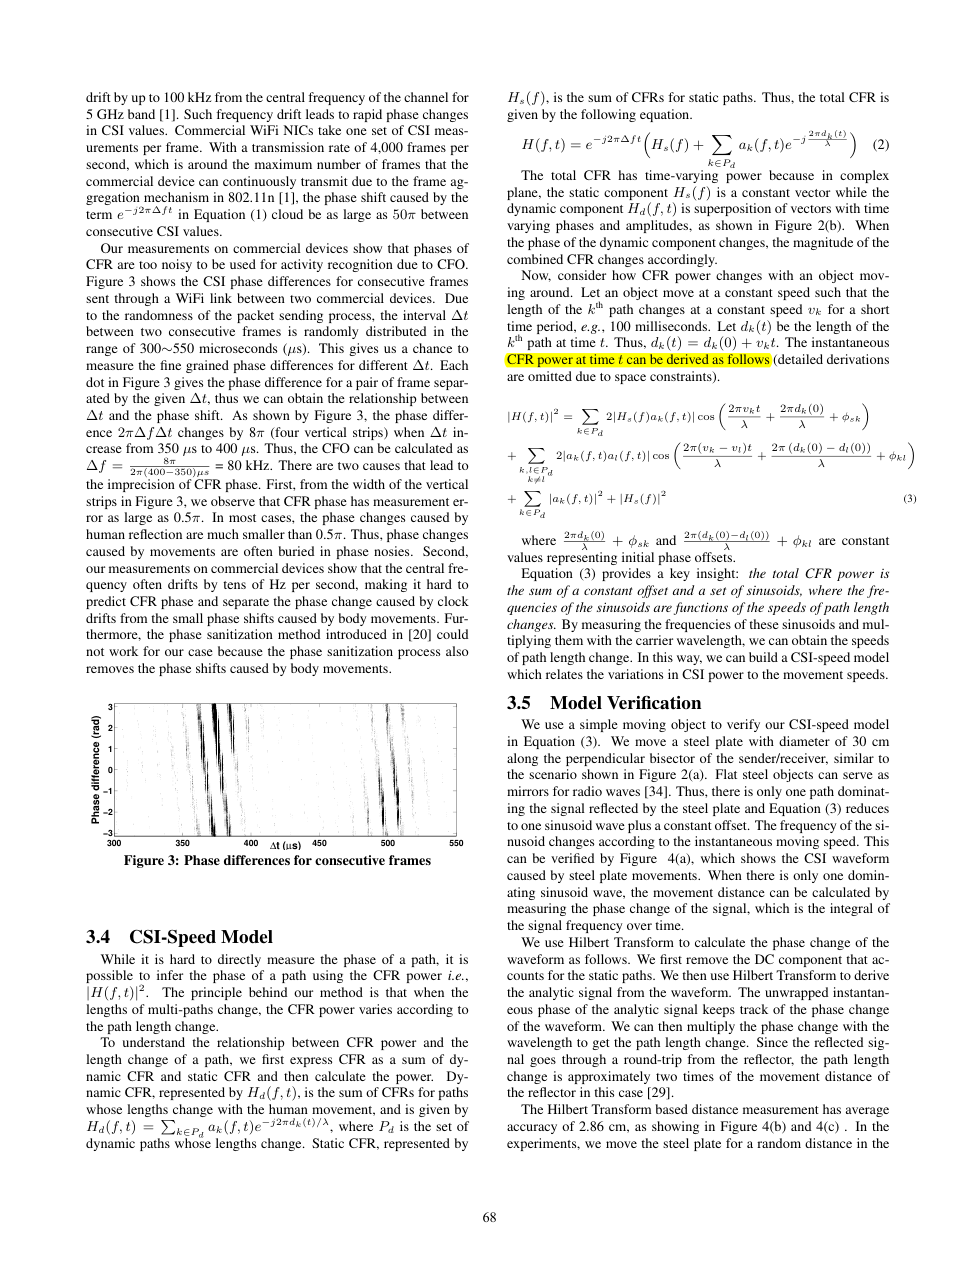 drift by up to 100 kHz from the central frequency of the channel for
5 GHz band [1]. Such frequency drift leads to rapid phase changes
in CSI values. Commercial WiFi NICs take one set of CSI meas-
urements per frame. With a transmission rate of 4,000 frames per
second, which is around the maximum number of frames that the
commercial device can continuously transmit due to the frame ag-
gregation mechanism in 802.11n [1], the phase shift caused by the
term e^{−j2πΔft} in Equation (1) cloud be as large as 50π between
consecutive CSI values.
Our measurements on commercial devices show that phases of
CFR are too noisy to be used for activity recognition due to CFO.
Figure 3 shows the CSI phase differences for consecutive frames
sent through a WiFi link between two commercial devices. Due
to the randomness of the packet sending process, the interval Δt
between two consecutive frames is randomly distributed in the
range of 300∼550 microseconds (μs). This gives us a chance to
measure the fine grained phase differences for different Δt. Each
dot in Figure 3 gives the phase difference for a pair of frame separ-
ated by the given Δt, thus we can obtain the relationship between
Δt and the phase shift. As shown by Figure 3, the phase differ-
ence 2πΔfΔt changes by 8π (four vertical strips) when Δt in-
crease from 350 μs to 400 μs. Thus, the CFO can be calculated as
Δf = 8π / 2π(400−350)μs = 80 kHz. There are two causes that lead to
the imprecision of CFR phase. First, from the width of the vertical
strips in Figure 3, we observe that CFR phase has measurement er-
ror as large as 0.5π. In most cases, the phase changes caused by
human reflection are much smaller than 0.5π. Thus, phase changes
caused by movements are often buried in phase nosies. Second,
our measurements on commercial devices show that the central fre-
quency often drifts by tens of Hz per second, making it hard to
predict CFR phase and separate the phase change caused by clock
drifts from the small phase shifts caused by body movements. Fur-
thermore, the phase sanitization method introduced in [20] could
not work for our case because the phase sanitization process also
removes the phase shifts caused by body movements.
Phase difference (rad)
3
2
1
0
−1
−2
−3
300 350 400 450 500 550
Δt (μs)
Figure 3: Phase differences for consecutive frames
3.4 CSI-Speed Model
While it is hard to directly measure the phase of a path, it is
possible to infer the phase of a path using the CFR power i.e.,
|H(f, t)|². The principle behind our method is that when the
lengths of multi-paths change, the CFR power varies according to
the path length change.
To understand the relationship between CFR power and the
length change of a path, we first express CFR as a sum of dy-
namic CFR and static CFR and then calculate the power. Dy-
namic CFR, represented by H_d(f, t), is the sum of CFRs for paths
whose lengths change with the human movement, and is given by
H_d(f, t) = ∑_{k∈P_d} a_k(f, t)e^{−j2πd_k(t)/λ}, where P_d is the set of
dynamic paths whose lengths change. Static CFR, represented by
H_s(f), is the sum of CFRs for static paths. Thus, the total CFR is
given by the following equation.
H(f, t) = e^{−j2πΔft}(H_s(f) + ∑_{k∈P_d} a_k(f, t)e^{−j 2πd_k(t)/λ}) (2)
The total CFR has time-varying power because in complex
plane, the static component H_s(f) is a constant vector while the
dynamic component H_d(f, t) is superposition of vectors with time
varying phases and amplitudes, as shown in Figure 2(b). When
the phase of the dynamic component changes, the magnitude of the
combined CFR changes accordingly.
Now, consider how CFR power changes with an object mov-
ing around. Let an object move at a constant speed such that the
length of the kᵗʰ path changes at a constant speed v_k for a short
time period, e.g., 100 milliseconds. Let d_k(t) be the length of the
kᵗʰ path at time t. Thus, d_k(t) = d_k(0) + v_kt. The instantaneous
CFR power at time t can be derived as follows (detailed derivations
are omitted due to space constraints).
|H(f, t)|² = ∑_{k∈P_d} 2|H_s(f)a_k(f, t)| cos (2πv_kt/λ + 2πd_k(0)/λ + φ_{sk})
+ ∑_{k,l∈P_d k≠l} 2|a_k(f, t)a_l(f, t)| cos (2π(v_k − v_l)t/λ + 2π(d_k(0) − d_l(0))/λ + φ_{kl})
+ ∑_{k∈P_d} |a_k(f, t)|² + |H_s(f)|² (3)
where 2πd_k(0)/λ + φ_{sk} and 2π(d_k(0)−d_l(0))/λ + φ_{kl} are constant
values representing initial phase offsets.
Equation (3) provides a key insight: the total CFR power is
the sum of a constant offset and a set of sinusoids, where the fre-
quencies of the sinusoids are functions of the speeds of path length
changes. By measuring the frequencies of these sinusoids and mul-
tiplying them with the carrier wavelength, we can obtain the speeds
of path length change. In this way, we can build a CSI-speed model
which relates the variations in CSI power to the movement speeds.
3.5 Model Verification
We use a simple moving object to verify our CSI-speed model
in Equation (3). We move a steel plate with diameter of 30 cm
along the perpendicular bisector of the sender/receiver, similar to
the scenario shown in Figure 2(a). Flat steel objects can serve as
mirrors for radio waves [34]. Thus, there is only one path dominat-
ing the signal reflected by the steel plate and Equation (3) reduces
to one sinusoid wave plus a constant offset. The frequency of the si-
nusoid changes according to the instantaneous moving speed. This
can be verified by Figure 4(a), which shows the CSI waveform
caused by steel plate movements. When there is only one domin-
ating sinusoid wave, the movement distance can be calculated by
measuring the phase change of the signal, which is the integral of
the signal frequency over time.
We use Hilbert Transform to calculate the phase change of the
waveform as follows. We first remove the DC component that ac-
counts for the static paths. We then use Hilbert Transform to derive
the analytic signal from the waveform. The unwrapped instantan-
eous phase of the analytic signal keeps track of the phase change
of the waveform. We can then multiply the phase change with the
wavelength to get the path length change. Since the reflected sig-
nal goes through a round-trip from the reflector, the path length
change is approximately two times of the movement distance of
the reflector in this case [29].
The Hilbert Transform based distance measurement has average
accuracy of 2.86 cm, as showing in Figure 4(b) and 4(c) . In the
experiments, we move the steel plate for a random distance in the
68